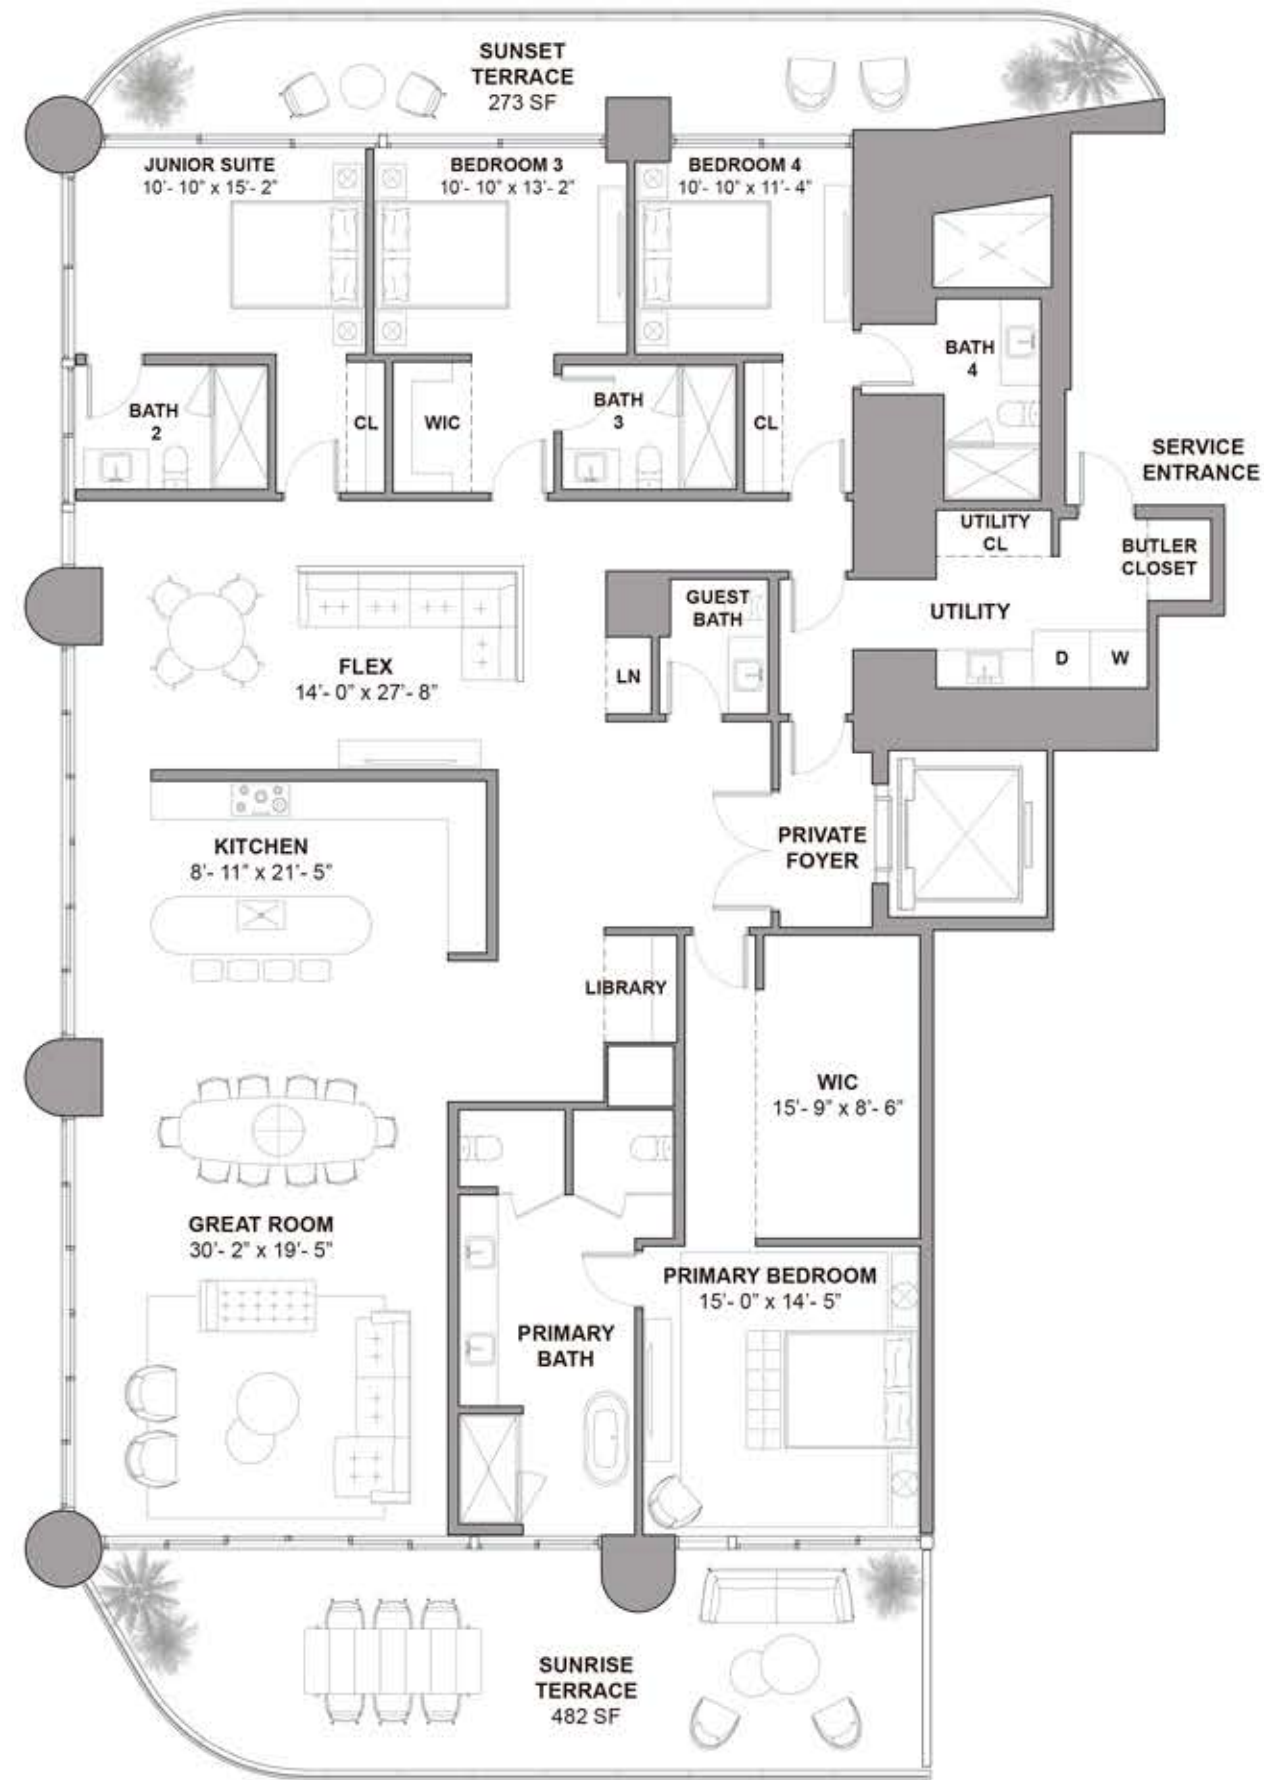 SUNSET
TERRACE
273 SF
JUNIOR SUITE
10'- 10" x 15'- 2"
BEDROOM 3
10'- 10" x 13'- 2"
BEDROOM 4
10'- 10" x 11'- 4"
BATH
2
CL
WIC
BATH
3
CL
BATH
4
SERVICE
ENTRANCE
UTILITY
CL
BUTLER
CLOSET
GUEST
BATH
UTILITY
LN
D
W
FLEX
14'- 0" x 27'- 8"
KITCHEN
8'- 11" x 21'- 5"
PRIVATE
FOYER
LIBRARY
WIC
15'- 9" x 8'- 6"
GREAT ROOM
30'- 2" x 19'- 5"
PRIMARY BEDROOM
15'- 0" x 14'- 5"
PRIMARY
BATH
SUNRISE
TERRACE
482 SF